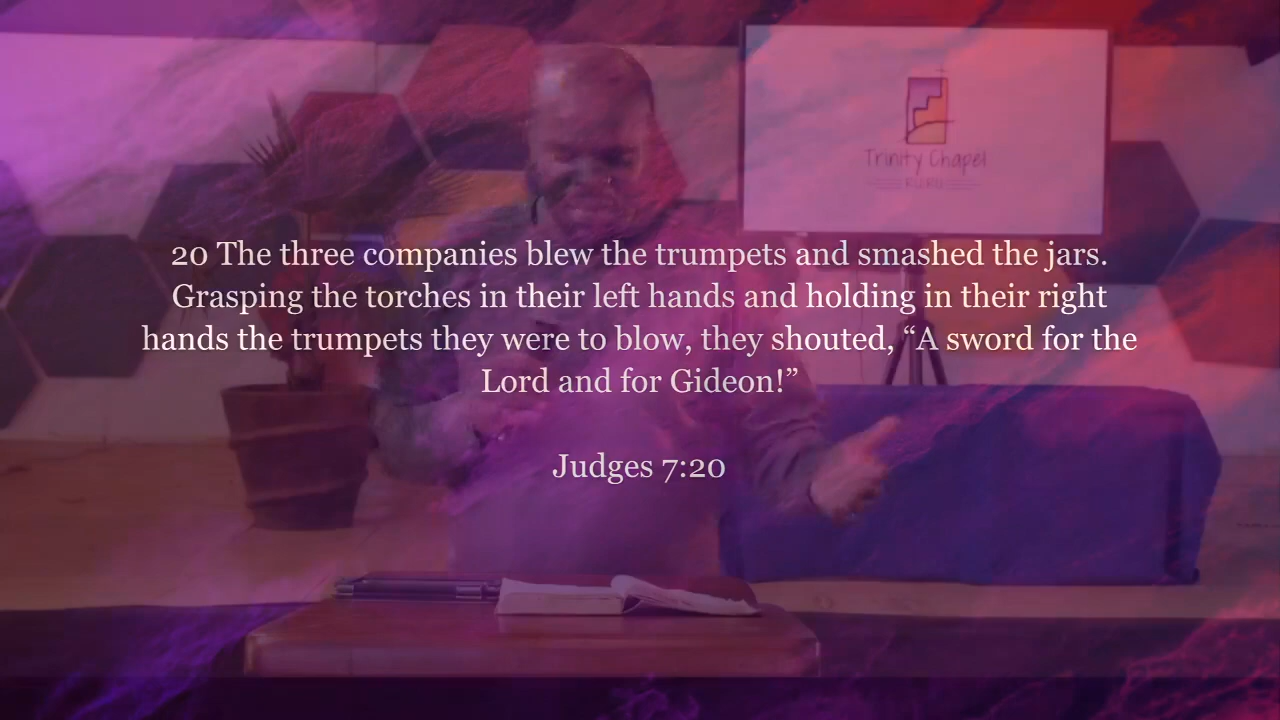 Trinity Chapel
RUIRU
20 The three companies blew the trumpets and smashed the jars.
Grasping the torches in their left hands and holding in their right
hands the trumpets they were to blow, they shouted, “A sword for the
Lord and for Gideon!”
Judges 7:20